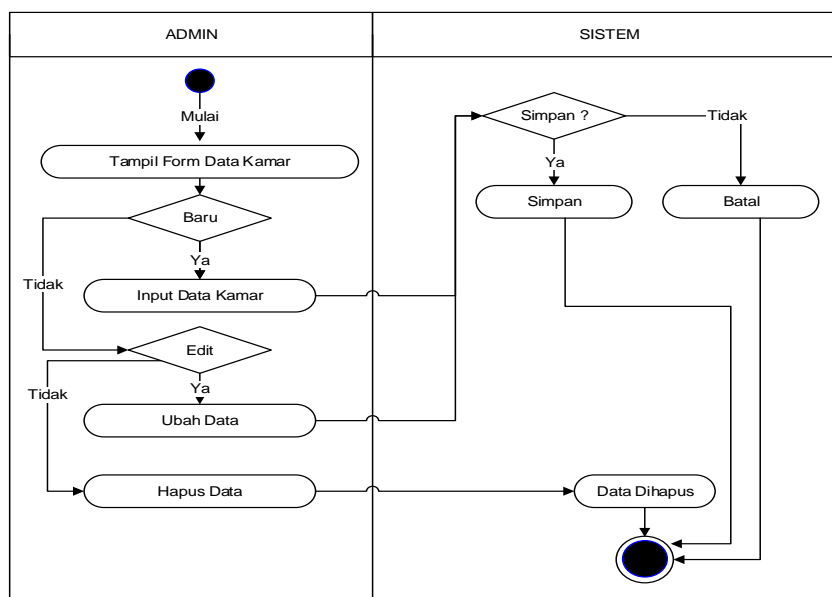 ADMIN
SISTEM
Mulai
Tampil Form Data Kamar
Baru
Ya
Tidak
Input Data Kamar
Edit
Ya
Tidak
Ubah Data
Hapus Data
Simpan ?
Tidak
Ya
Simpan
Batal
Data Dihapus